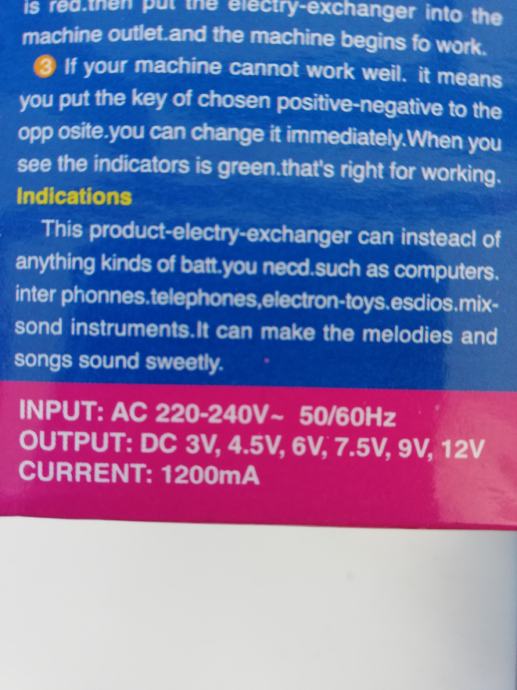 is red.then put the electry-exchanger into the
machine outlet.and the machine begins fo work.
3 If your machine cannot work weil. it means
you put the key of chosen positive-negative to the
opp osite.you can change it immediately.When you
see the indicators is green.that's right for working.
Indications
This product-electry-exchanger can insteacl of
anything kinds of batt.you necd.such as computers.
inter phonnes.telephones,electron-toys.esdios.mix-
sond instruments.It can make the melodies and
songs sound sweetly.
INPUT: AC 220-240V~ 50/60Hz
OUTPUT: DC 3V, 4.5V, 6V, 7.5V, 9V, 12V
CURRENT: 1200mA